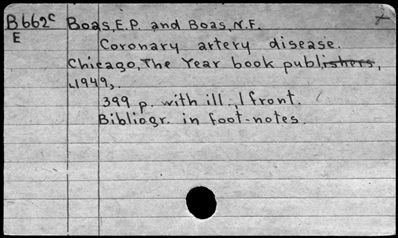 B662c Boas, E.P. and Boas, N.F.
E
Coronary artery disease.
Chicago, The Year book publishers,
c1949.
399 p. with ill., 1 front.
Bibliogr. in foot-notes.